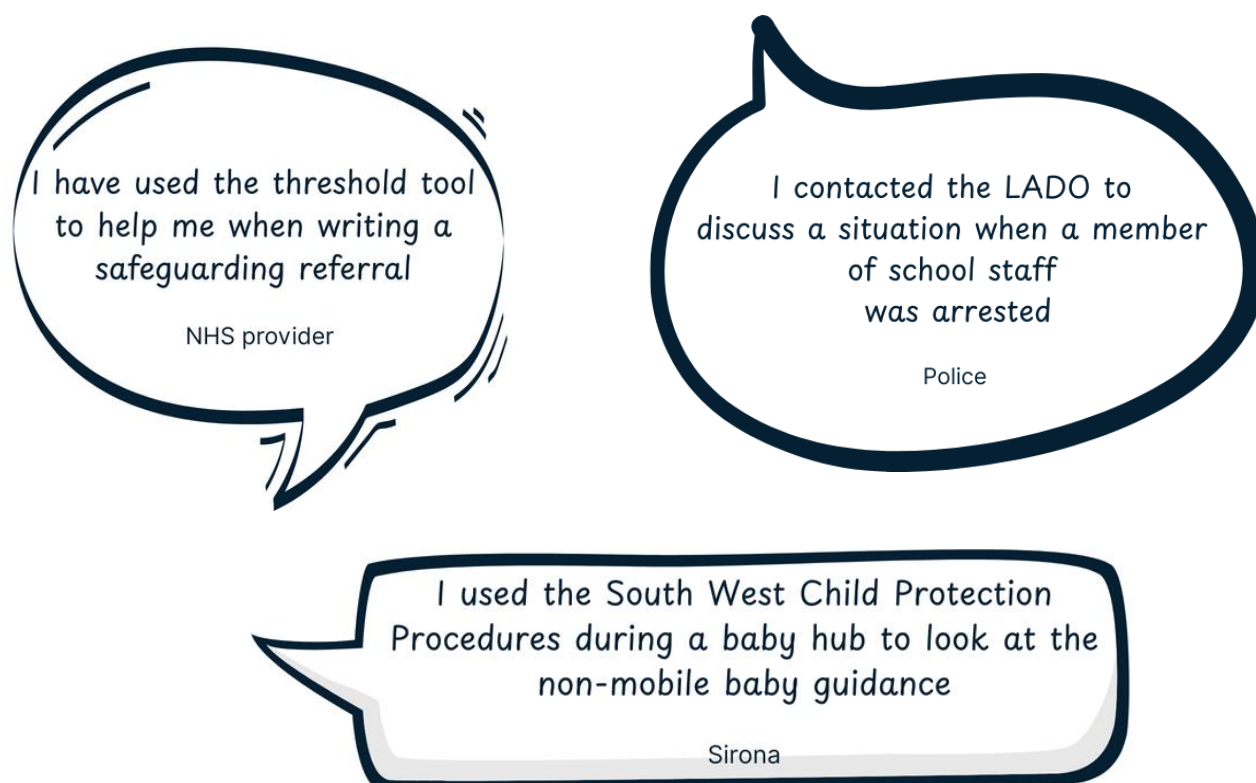 I have used the threshold tool
to help me when writing a
safeguarding referral
NHS provider
I contacted the LADO to
discuss a situation when a member
of school staff
was arrested
Police
I used the South West Child Protection
Procedures during a baby hub to look at the
non-mobile baby guidance
Sirona